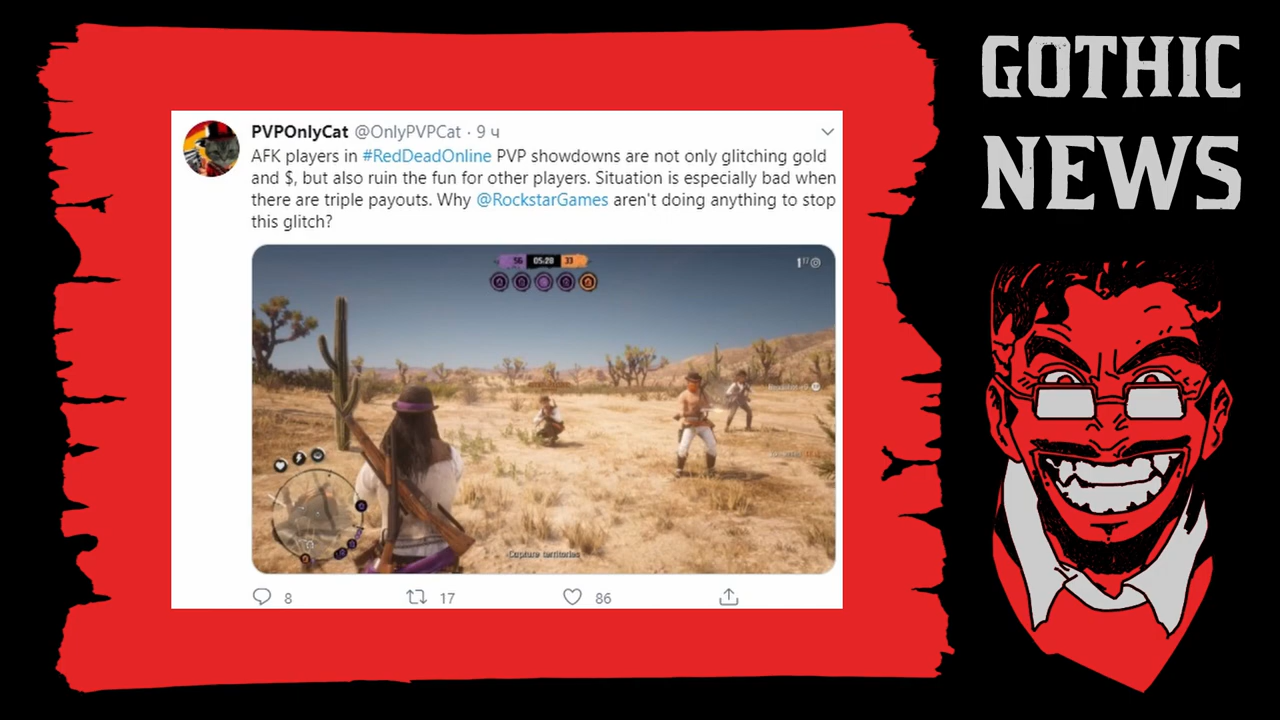 GOTHIC
NEWS
PVPOnlyCat @OnlyPVPCat · 9 ч
AFK players in #RedDeadOnline PVP showdowns are not only glitching gold
and $, but also ruin the fun for other players. Situation is especially bad when
there are triple payouts. Why @RockstarGames aren't doing anything to stop
this glitch?
56 05:28 33
Capture territories
8 17 86